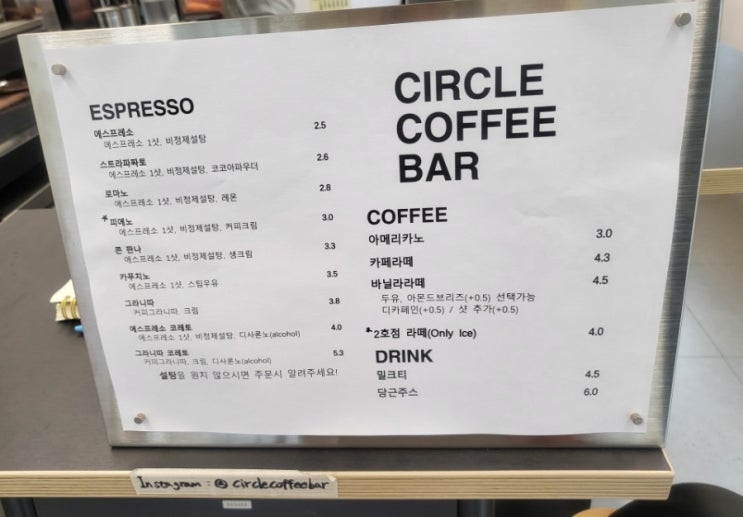 ESPRESSO
에스프레소 2.5
에스프레소 1샷, 비정제설탕
스트라파짜토 2.6
에스프레소 1샷, 비정제설탕, 코코아파우더
로마노 2.8
에스프레소 1샷, 비정제설탕, 레몬
*피에노 3.0
에스프레소 1샷, 비정제설탕, 커피크림
콘 판나 3.3
에스프레소 1샷, 비정제설탕, 생크림
카푸치노 3.5
에스프레소 1샷, 스팀우유
그라니따 3.8
커피그라니따, 크림
에스프레소 코레토 4.0
에스프레소 1샷, 비정제설탕, 디사론노(alcohol)
그라니따 코레토 5.3
커피그라니따, 크림, 디사론노(alcohol)
설탕을 원치 않으시면 주문시 말려주세요!
CIRCLE
COFFEE
BAR
COFFEE
아메리카노 3.0
카페라떼 4.3
바닐라라떼 4.5
두유, 아몬드브리즈(+0.5) 선택가능
디카페인(+0.5) / 샷 추가(+0.5)
*2호점 라떼(Only Ice) 4.0
DRINK
밀크티 4.5
당근주스 6.0
Instagram : @ circlecoffeebar